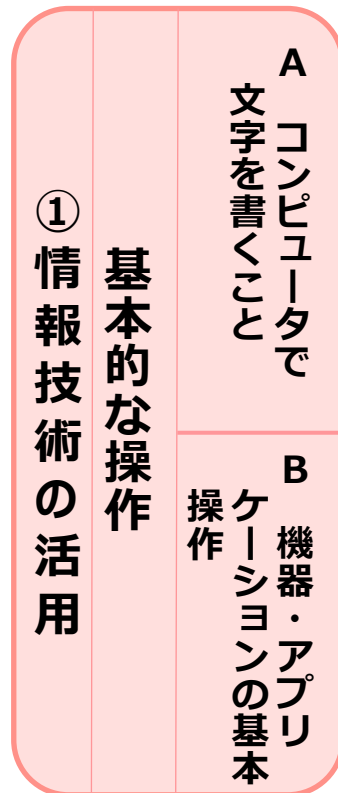 ①情報技術の活用
基本的な操作
A　コンピュータで
文字を書くこと
B　機器・アプリ
ケーションの基本
操作